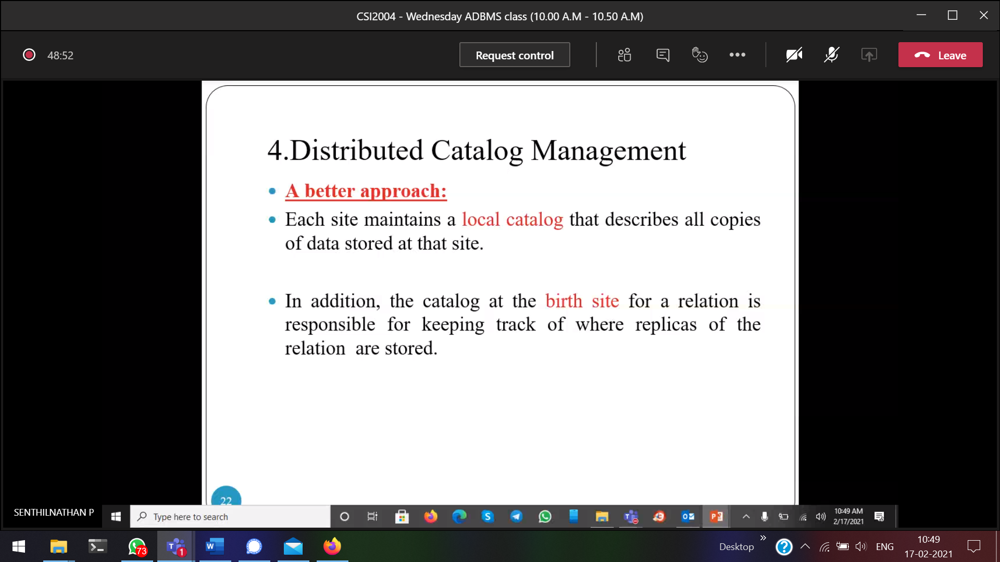 CSI2004 - Wednesday ADBMS class (10.00 A.M - 10.50 A.M)
48:52
Request control
Leave
4.Distributed Catalog Management
A better approach:
Each site maintains a local catalog that describes all copies
of data stored at that site.
In addition, the catalog at the birth site for a relation is
responsible for keeping track of where replicas of the
relation are stored.
22
SENTHILNATHAN P
Type here to search
10:49 AM
2/17/2021
73
1
Desktop
ENG
10:49
17-02-2021